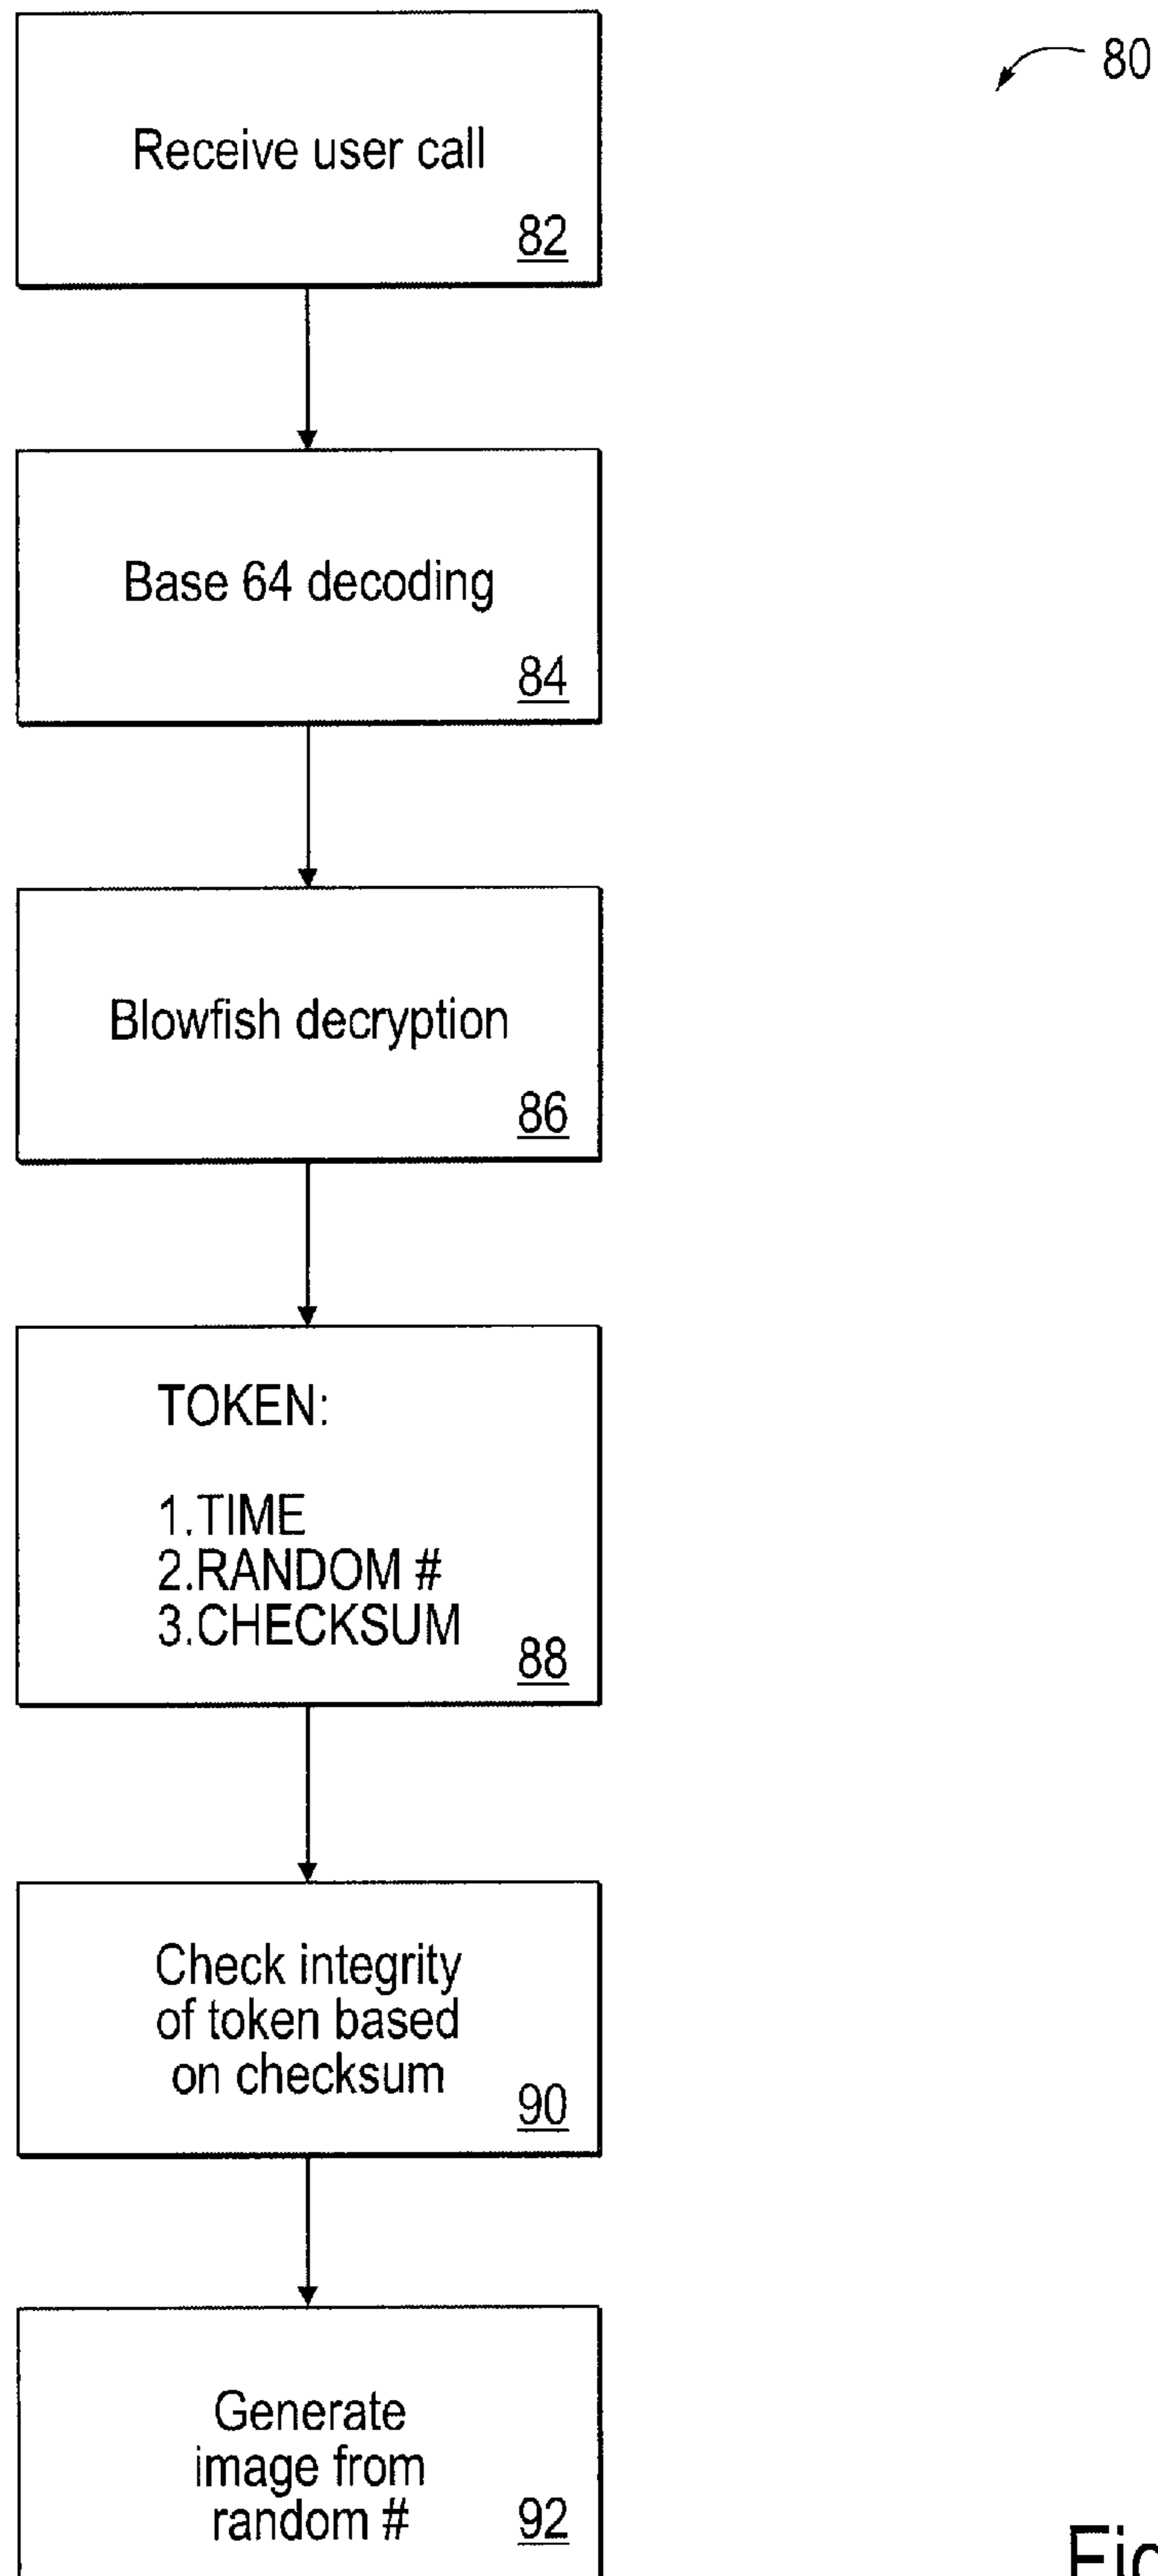 80
Receive user call
82
Base 64 decoding
84
Blowfish decryption
86
TOKEN:
1.TIME
2.RANDOM #
3.CHECKSUM
88
Check integrity
of token based
on checksum
90
Generate
image from
random #
92